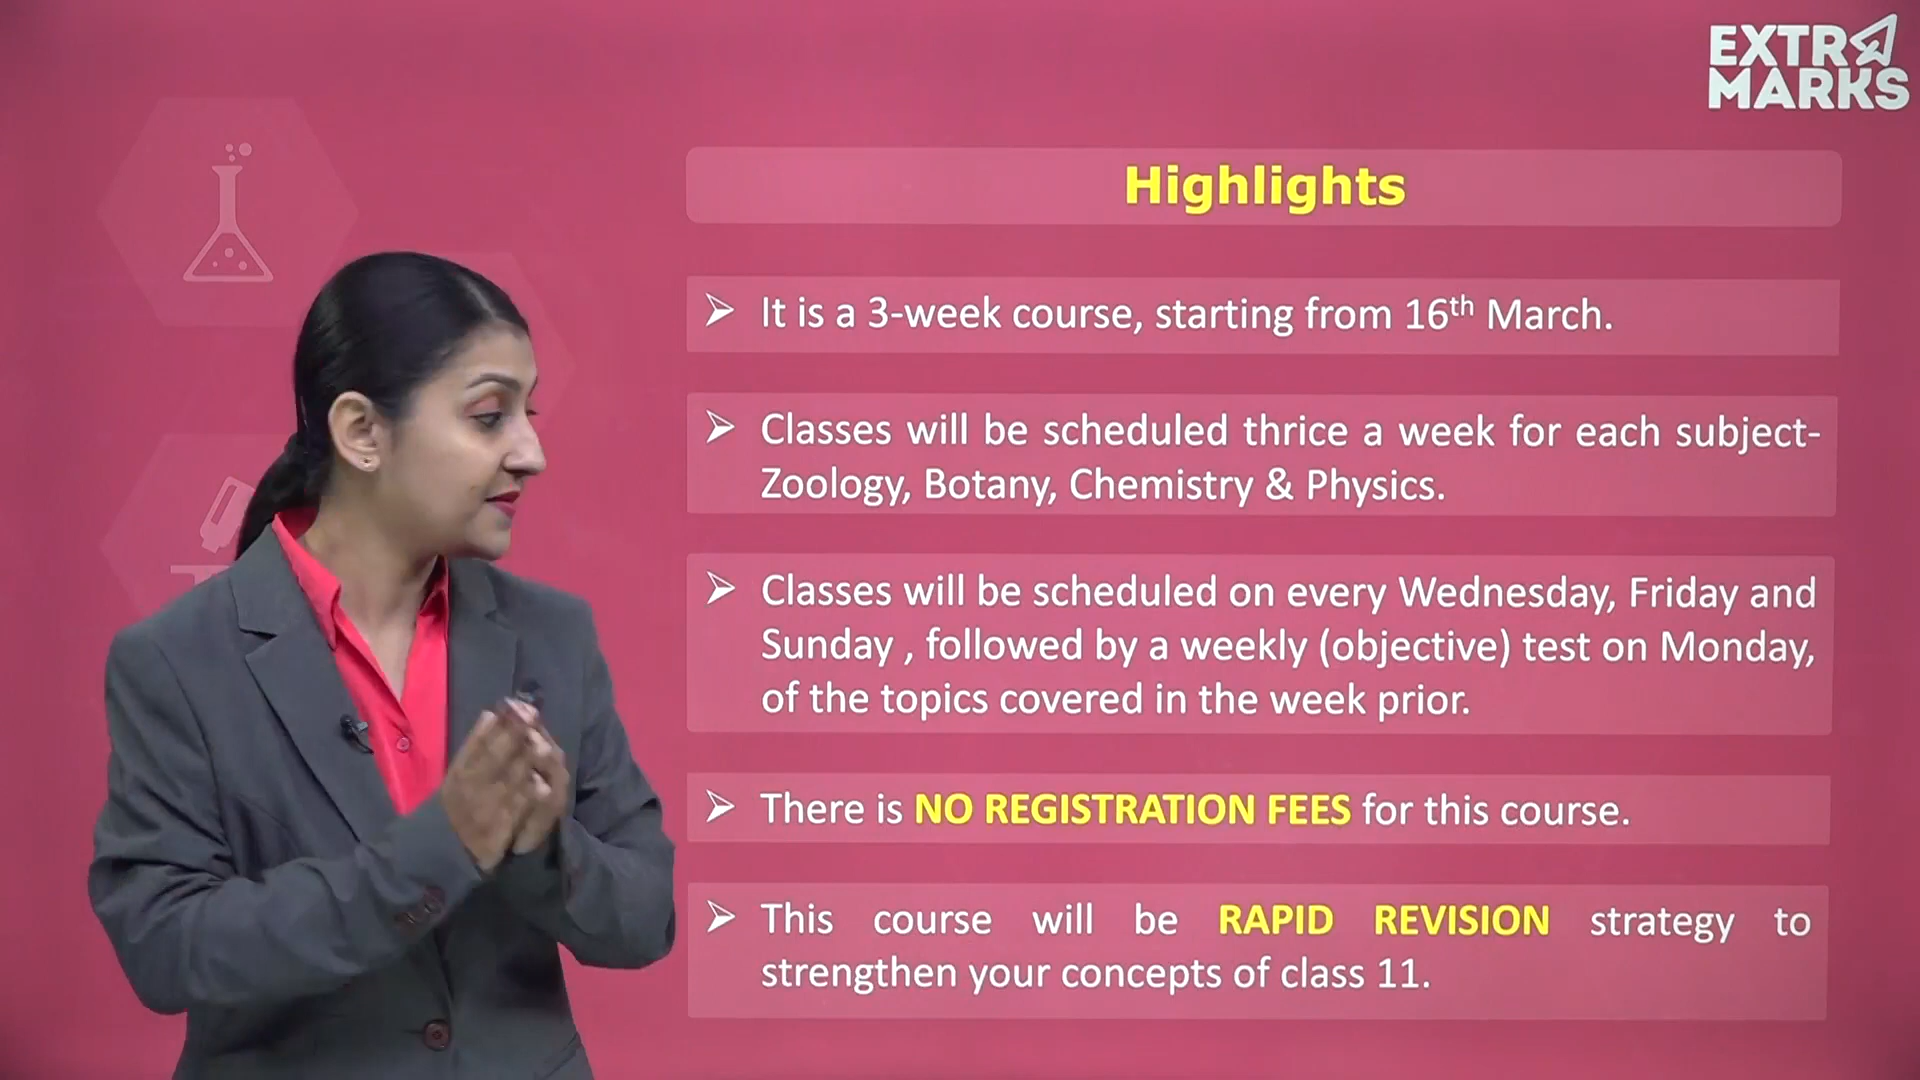 EXTRA
MARKS
Highlights
➢ It is a 3-week course, starting from 16th March.
➢ Classes will be scheduled thrice a week for each subject-
Zoology, Botany, Chemistry & Physics.
➢ Classes will be scheduled on every Wednesday, Friday and
Sunday , followed by a weekly (objective) test on Monday,
of the topics covered in the week prior.
➢ There is NO REGISTRATION FEES for this course.
➢ This course will be RAPID REVISION strategy to
strengthen your concepts of class 11.